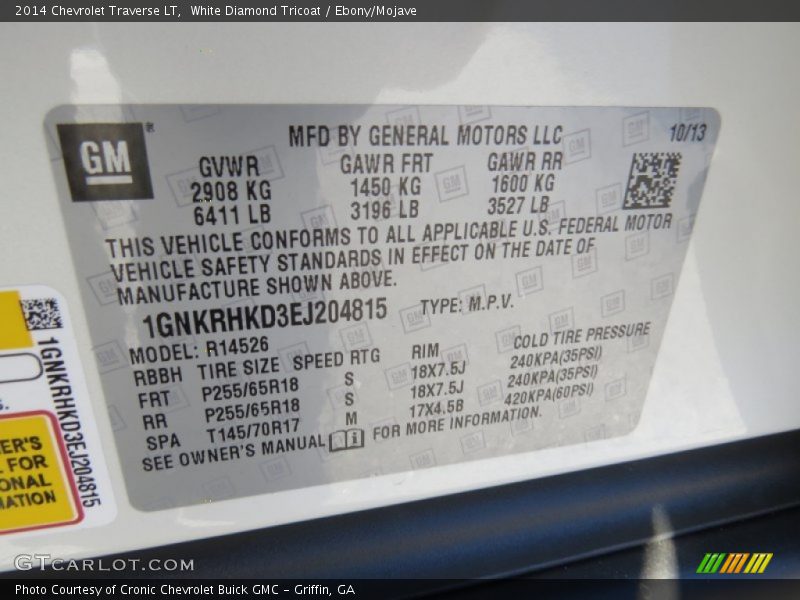 2014 Chevrolet Traverse LT, White Diamond Tricoat / Ebony/Mojave
GM
®
MFD BY GENERAL MOTORS LLC
10/13
GVWR GAWR FRT GAWR RR
2908 KG 1450 KG 1600 KG
6411 LB 3196 LB 3527 LB
THIS VEHICLE CONFORMS TO ALL APPLICABLE U.S. FEDERAL MOTOR
VEHICLE SAFETY STANDARDS IN EFFECT ON THE DATE OF
MANUFACTURE SHOWN ABOVE.
1GNKRHKD3EJ204815 TYPE: M.P.V.
MODEL: R14526
RBBH TIRE SIZE SPEED RTG RIM COLD TIRE PRESSURE
FRT P255/65R18 S 18X7.5J 240KPA(35PSI)
RR P255/65R18 S 18X7.5J 240KPA(35PSI)
SPA T145/70R17 M 17X4.5B 420KPA(60PSI)
SEE OWNER'S MANUAL FOR MORE INFORMATION.
1GNKRHKD3EJ204815
S.
ER'S
FOR
ONAL
MATION
GTcarlot.com
Photo Courtesy of Cronic Chevrolet Buick GMC – Griffin, GA